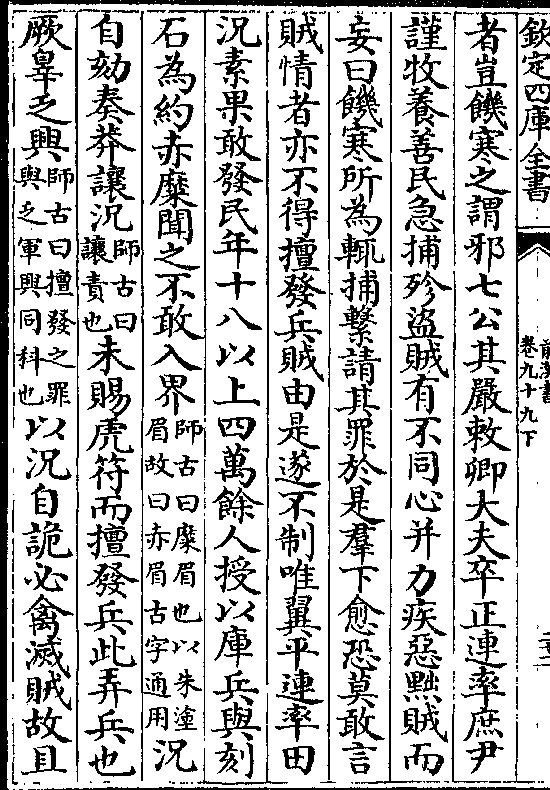 欽定四庫全書
前漢書
卷九十九下
者豈饑寒之謂邪七公其嚴敕卿大夫卒正連率庶尹
謹牧養善民急捕殄盜賊有不同心并力疾惡黜賊而
妄曰饑寒所為輒捕繫請其罪於是羣下愈恐莫敢言
賊情者亦不得擅發兵賊由是遂不制唯翼平連率田
況素果敢發民年十八以上四萬餘人授以庫兵與刻
石為約赤糜聞之不敢入界師古曰糜眉也以朱塗眉故曰赤眉古字通用況
自劾奏莽讓況師古曰讓責也未賜虎符而擅發兵此弄兵也
厥辠乏興師古曰擅發之罪與乏軍興同科也以況自詭必禽滅賊故且